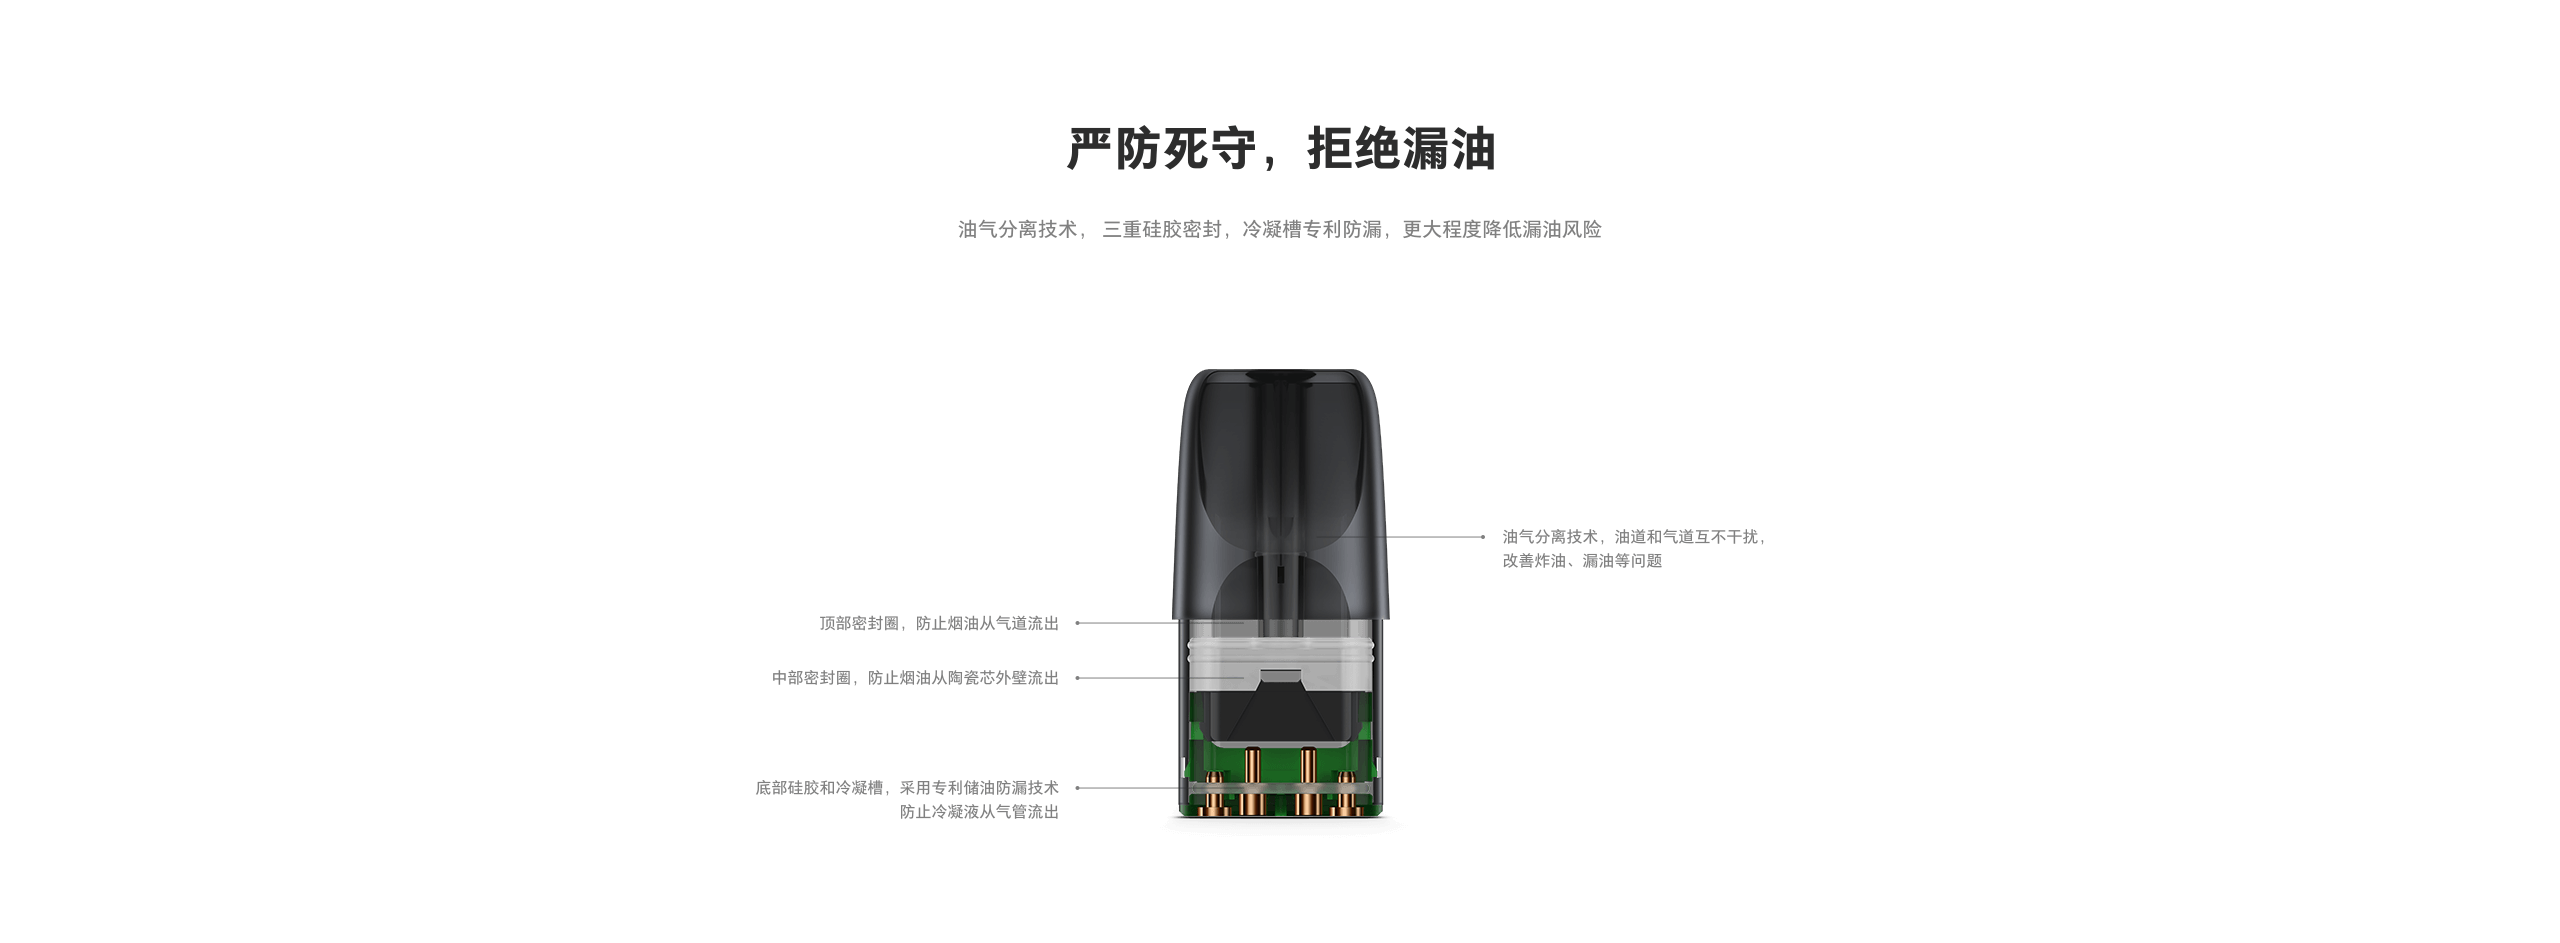 严防死守，拒绝漏油
油气分离技术， 三重硅胶密封，冷凝槽专利防漏，更大程度降低漏油风险
油气分离技术，油道和气道互不干扰，
改善炸油、漏油等问题
顶部密封圈，防止烟油从气道流出
中部密封圈，防止烟油从陶瓷芯外壁流出
底部硅胶和冷凝槽，采用专利储油防漏技术
防止冷凝液从气管流出